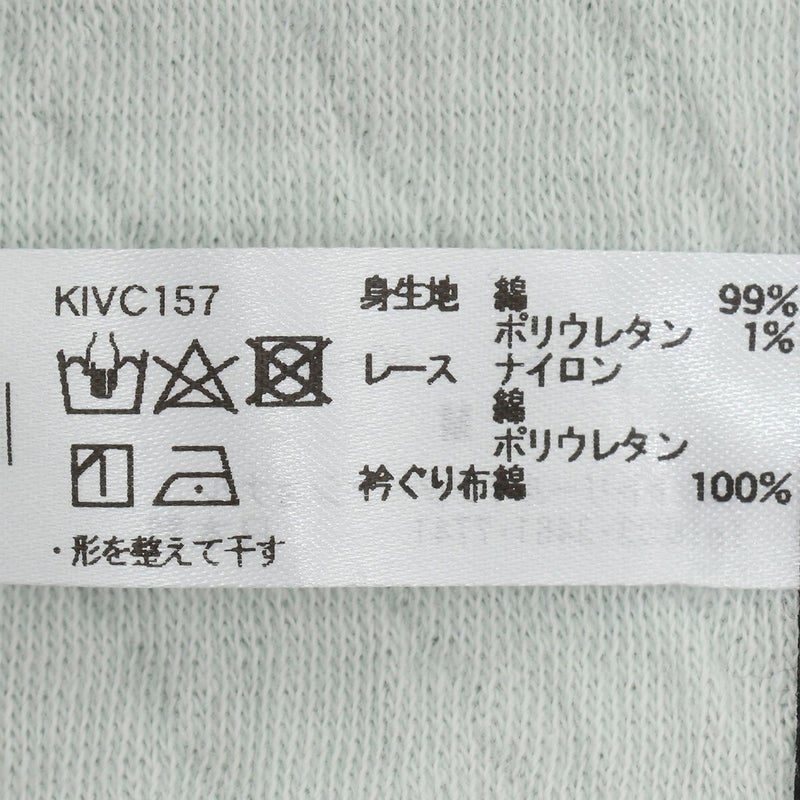 KIVC157
・形を整えて干す
身生地 綿 99%
ポリウレタン 1%
レース ナイロン
綿
ポリウレタン
衿ぐり布 綿 100%